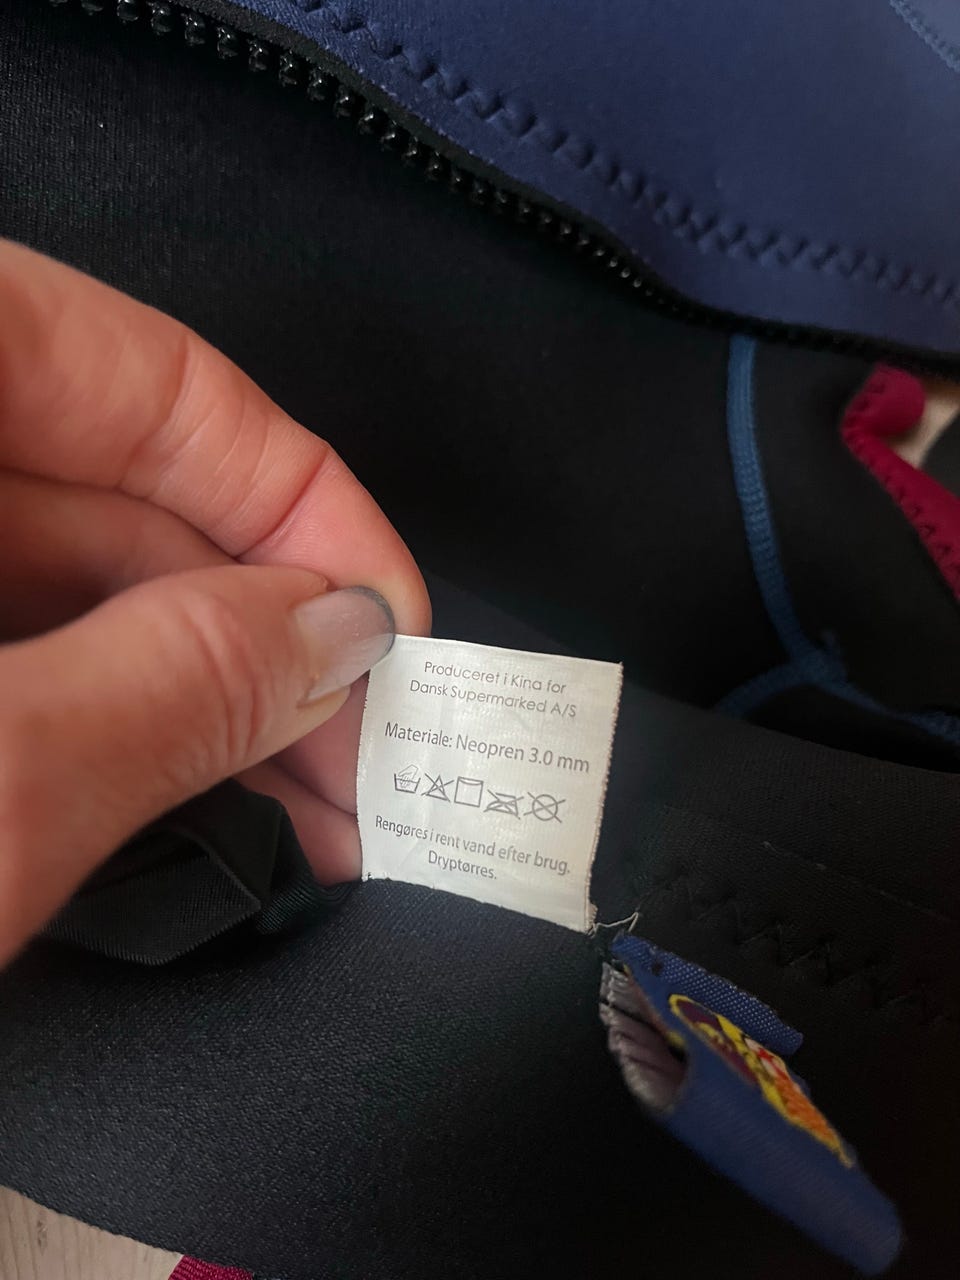 Produceret i Kina for
Dansk Supermarked A/S
Materiale: Neopren 3.0 mm
Rengøres i rent vand efter brug.
Dryptørres.